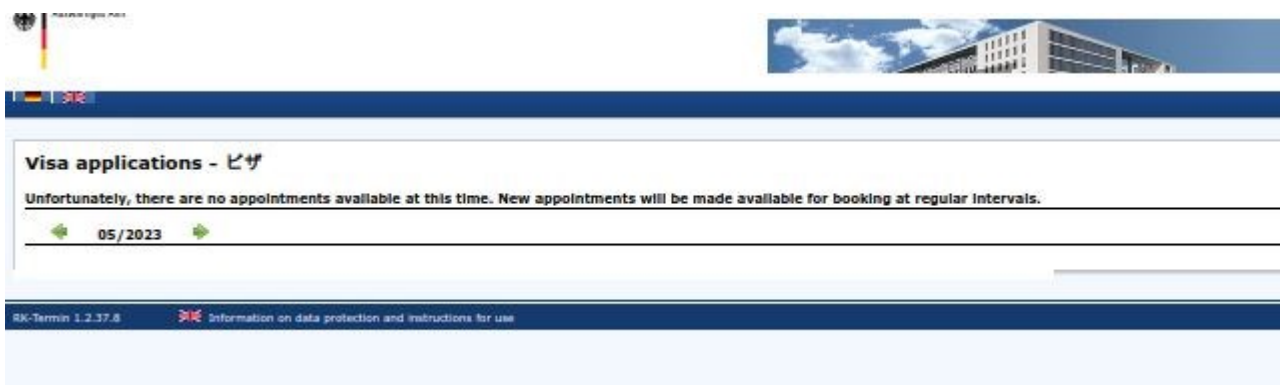 Visa applications - ビザ
Unfortunately, there are no appointments available at this time. New appointments will be made available for booking at regular intervals.
05/2023
RK-Termin 1.2.37.8 Information on data protection and instructions for use